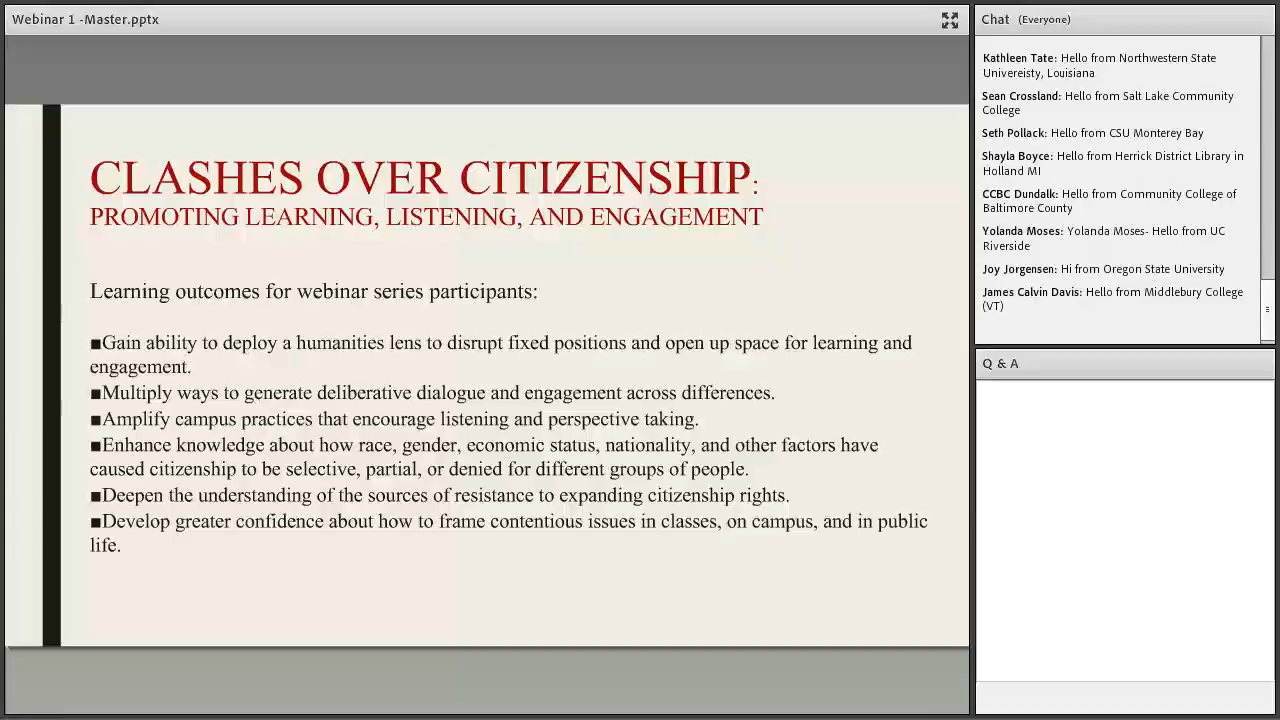 Webinar 1 -Master.pptx
CLASHES OVER CITIZENSHIP:
PROMOTING LEARNING, LISTENING, AND ENGAGEMENT
Learning outcomes for webinar series participants:
■Gain ability to deploy a humanities lens to disrupt fixed positions and open up space for learning and
engagement.
■Multiply ways to generate deliberative dialogue and engagement across differences.
■Amplify campus practices that encourage listening and perspective taking.
■Enhance knowledge about how race, gender, economic status, nationality, and other factors have
caused citizenship to be selective, partial, or denied for different groups of people.
■Deepen the understanding of the sources of resistance to expanding citizenship rights.
■Develop greater confidence about how to frame contentious issues in classes, on campus, and in public
life.
Chat (Everyone)
Kathleen Tate: Hello from Northwestern State
Univereisty, Louisiana
Sean Crossland: Hello from Salt Lake Community
College
Seth Pollack: Hello from CSU Monterey Bay
Shayla Boyce: Hello from Herrick District Library in
Holland MI
CCBC Dundalk: Hello from Community College of
Baltimore County
Yolanda Moses: Yolanda Moses- Hello from UC
Riverside
Joy Jorgensen: Hi from Oregon State University
James Calvin Davis: Hello from Middlebury College
(VT)
Q & A